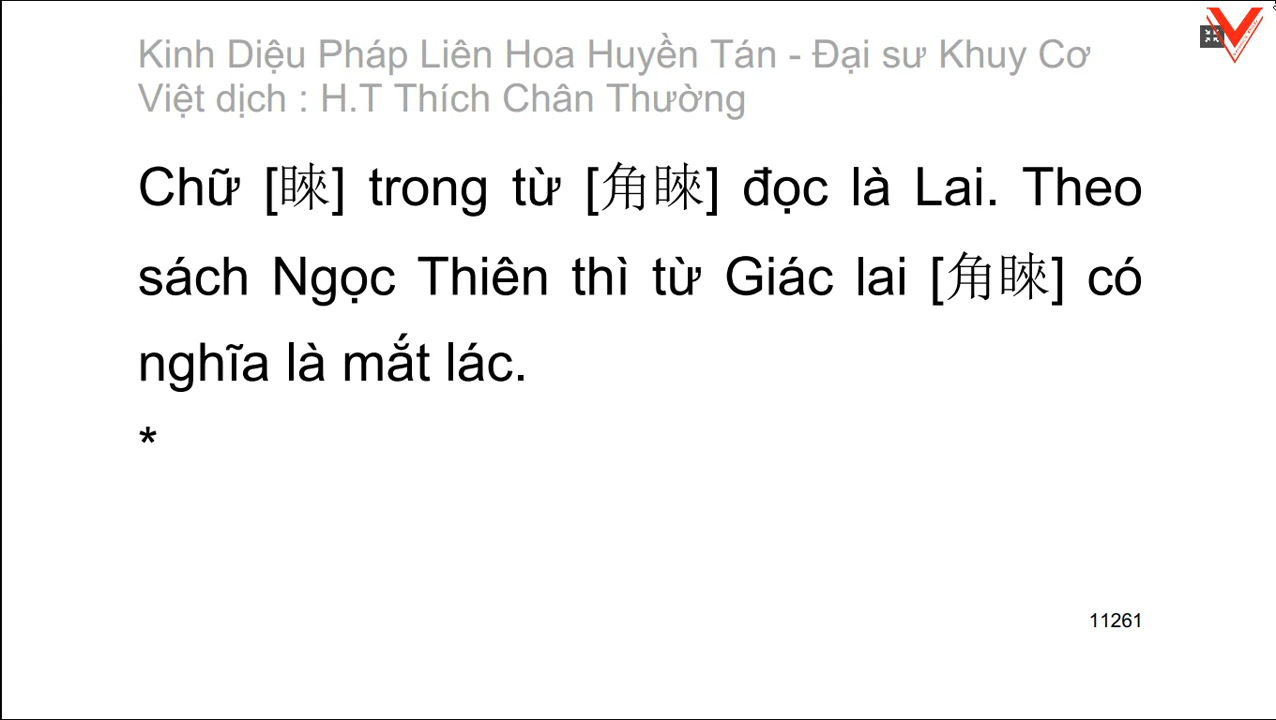 Kinh Diệu Pháp Liên Hoa Huyền Tán - Đại sư Khuy Cơ
Việt dịch : H.T Thích Chân Thường
Chữ [睞] trong từ [角睞] đọc là Lai. Theo
sách Ngọc Thiên thì từ Giác lai [角睞] có
nghĩa là mắt lác.
*
11261